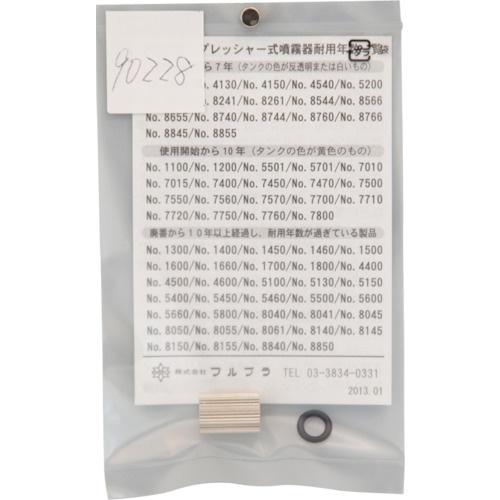 90228
プレッシャー式噴霧器耐用年数一覧
プラ
袋
ら7年（タンクの色が反透明または白いもの）
o. 4130/No. 4150/No. 4540/No. 5200
o. 8241/No. 8261/No. 8544/No. 8566
No. 8655/No. 8740/No. 8744/No. 8760/No. 8766
No. 8845/No. 8855
使用開始から10年（タンクの色が黄色のもの）
No. 1100/No. 1200/No. 5501/No. 5701/No. 7010
No. 7015/No. 7400/No. 7450/No. 7470/No. 7500
No. 7550/No. 7560/No. 7570/No. 7700/No. 7710
No. 7720/No. 7750/No. 7760/No. 7800
廃番から10年以上経過し、耐用年数が過ぎている製品
No. 1300/No. 1400/No. 1450/No. 1460/No. 1500
No. 1600/No. 1660/No. 1700/No. 1800/No. 4400
No. 4500/No. 4600/No. 5100/No. 5130/No. 5150
No. 5400/No. 5450/No. 5460/No. 5500/No. 5600
No. 5660/No. 5800/No. 8040/No. 8041/No. 8045
No. 8050/No. 8055/No. 8061/No. 8140/No. 8145
No. 8150/No. 8155/No. 8840/No. 8850
株式会社 フルプラ TEL 03-3834-0331
2013.01